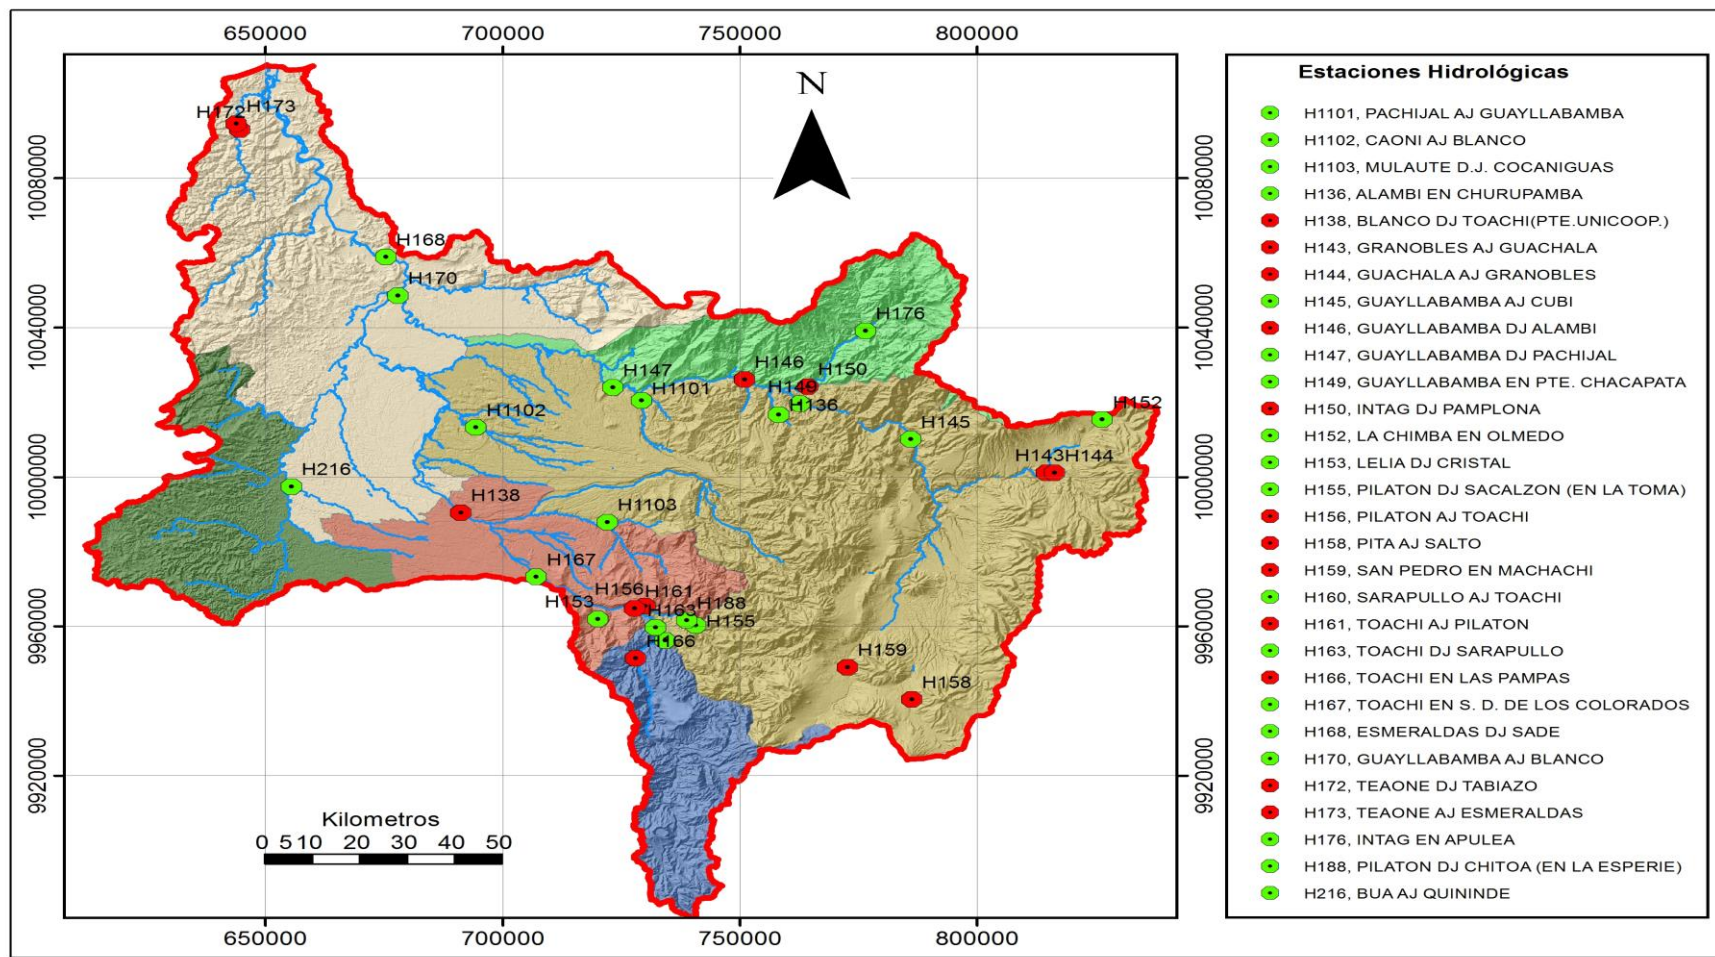 650000 700000 750000 800000
N
10080000
10040000
10000000
9960000
9920000
10080000
10040000
10000000
9960000
9920000
H172
H173
H168
H170
H176
H147
H146
H150
H1101
H149
H136
H1102
H145
H152
H143
H144
H216
H138
H1103
H167
H156
H161
H153
H163
H188
H155
H166
H159
H158
Kilometros
0 5 10 20 30 40 50
650000 700000 750000 800000
Estaciones Hidrológicas
H1101, PACHIJAL AJ GUAYLLABAMBA
H1102, CAONI AJ BLANCO
H1103, MULAUTE D.J. COCANIGUAS
H136, ALAMBI EN CHURUPAMBA
H138, BLANCO DJ TOACHI(PTE.UNICOOP.)
H143, GRANOBLES AJ GUACHALA
H144, GUACHALA AJ GRANOBLES
H145, GUAYLLABAMBA AJ CUBI
H146, GUAYLLABAMBA DJ ALAMBI
H147, GUAYLLABAMBA DJ PACHIJAL
H149, GUAYLLABAMBA EN PTE. CHACAPATA
H150, INTAG DJ PAMPLONA
H152, LA CHIMBA EN OLMEDO
H153, LELIA DJ CRISTAL
H155, PILATON DJ SACALZON (EN LA TOMA)
H156, PILATON AJ TOACHI
H158, PITA AJ SALTO
H159, SAN PEDRO EN MACHACHI
H160, SARAPULLO AJ TOACHI
H161, TOACHI AJ PILATON
H163, TOACHI DJ SARAPULLO
H166, TOACHI EN LAS PAMPAS
H167, TOACHI EN S. D. DE LOS COLORADOS
H168, ESMERALDAS DJ SADE
H170, GUAYLLABAMBA AJ BLANCO
H172, TEAONE DJ TABIAZO
H173, TEAONE AJ ESMERALDAS
H176, INTAG EN APULEA
H188, PILATON DJ CHITOA (EN LA ESPERIE)
H216, BUA AJ QUININDE